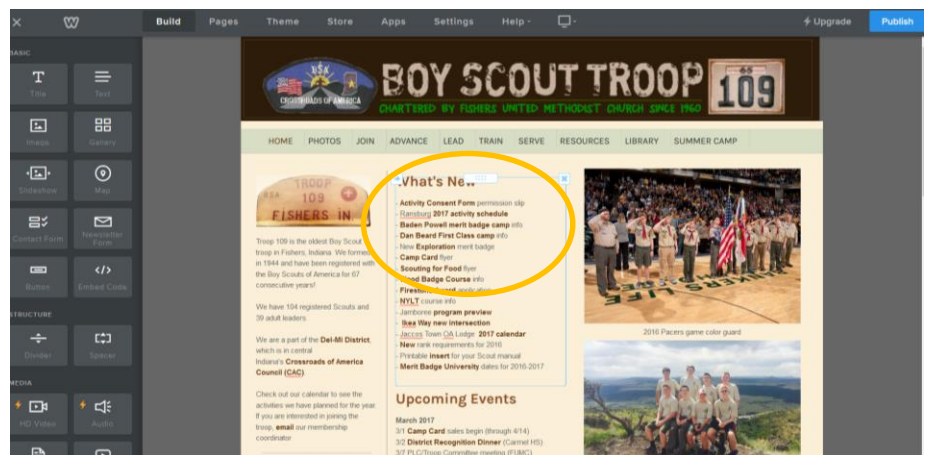 Build Pages Theme Store Apps Settings Help Upgrade Publish
BASIC
Title Text
Image Gallery
Slideshow Map
Contact Form Newsletter Form
Button Embed Code
STRUCTURE
Divider Spacer
MEDIA
HD Video Audio
USA
CROSSROADS OF AMERICA
BOY SCOUT TROOP 109
CHARTERED BY FISHERS UNITED METHODIST CHURCH SINCE 1960
HOME PHOTOS JOIN ADVANCE LEAD TRAIN SERVE RESOURCES LIBRARY SUMMER CAMP
TROOP
109
FISHERS IN
Troop 109 is the oldest Boy Scout
troop in Fishers, Indiana. We formed
in 1944 and have been registered with
the Boy Scouts of America for 67
consecutive years!
We have 104 registered Scouts and
39 adult leaders
We are a part of the Del-Mi District,
which is in central
Indiana's Crossroads of America
Council (CAC)
Check out our calendar to see the
activities we have planned for the year.
If you are interested in joining the
troop, email our membership
coordinator
What's New
- Activity Consent Form permission slip
- Ransburg 2017 activity schedule
- Baden Powell merit badge camp info
- Dan Beard First Class camp info
- New Exploration merit badge
- Camp Card flyer
- Scouting for Food flyer
- Wood Badge Course info
- Firestone Award application
- NYLT course info
- Jamboree program preview
- Ikea Way new intersection
- Jaccos Town OA Lodge 2017 calendar
- New rank requirements for 2016
- Printable insert for your Scout manual
- Merit Badge University dates for 2016-2017
Upcoming Events
March 2017
3/1 Camp Card sales begin (through 4/14)
3/2 District Recognition Dinner (Carmel HS)
3/7 PLC/Troop Committee meeting (FUMC)
2016 Pacers game color guard